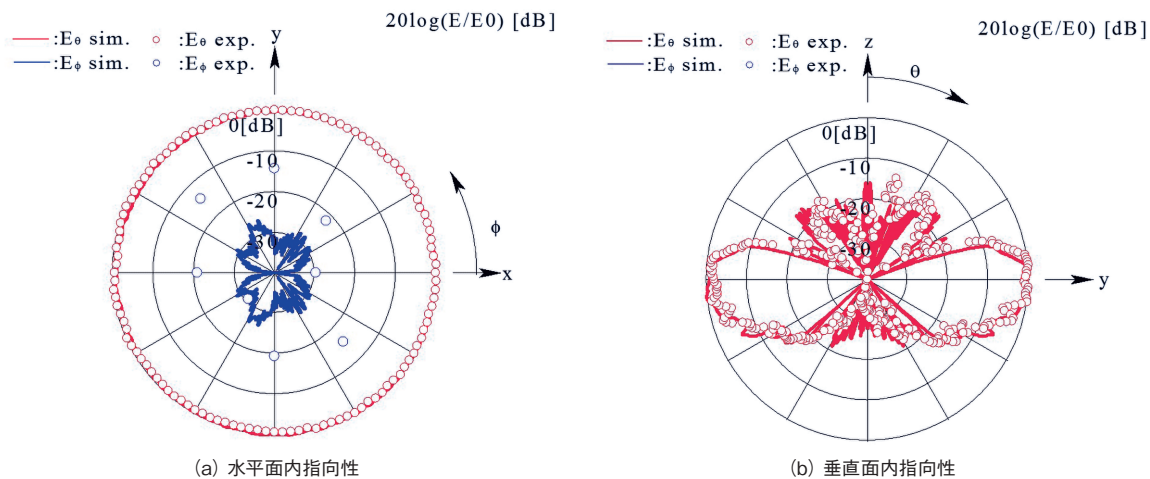 20log(E/E0) [dB]
:Eθ sim. :Eθ exp.
:Eϕ sim. :Eϕ exp.
y
0[dB]
-10
-20
-30
ϕ
x
(a) 水平面内指向性
20log(E/E0) [dB]
:Eθ sim. :Eθ exp.
:Eϕ sim. :Eϕ exp.
z
θ
0[dB]
-10
-20
-30
y
(b) 垂直面内指向性